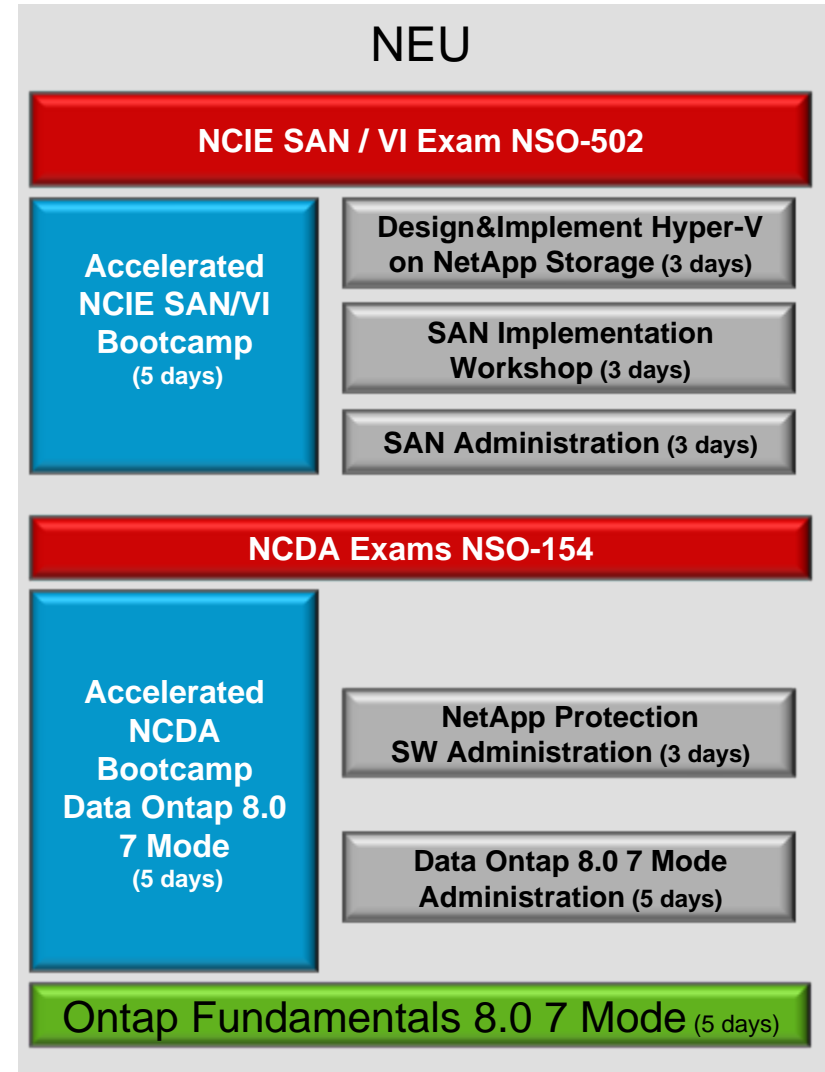 NEU
NCIE SAN / VI Exam NSO-502
Accelerated
NCIE SAN/VI
Bootcamp
(5 days)
Design&Implement Hyper-V
on NetApp Storage (3 days)
SAN Implementation
Workshop (3 days)
SAN Administration (3 days)
NCDA Exams NSO-154
Accelerated
NCDA
Bootcamp
Data Ontap 8.0
7 Mode
(5 days)
NetApp Protection
SW Administration (3 days)
Data Ontap 8.0 7 Mode
Administration (5 days)
Ontap Fundamentals 8.0 7 Mode (5 days)